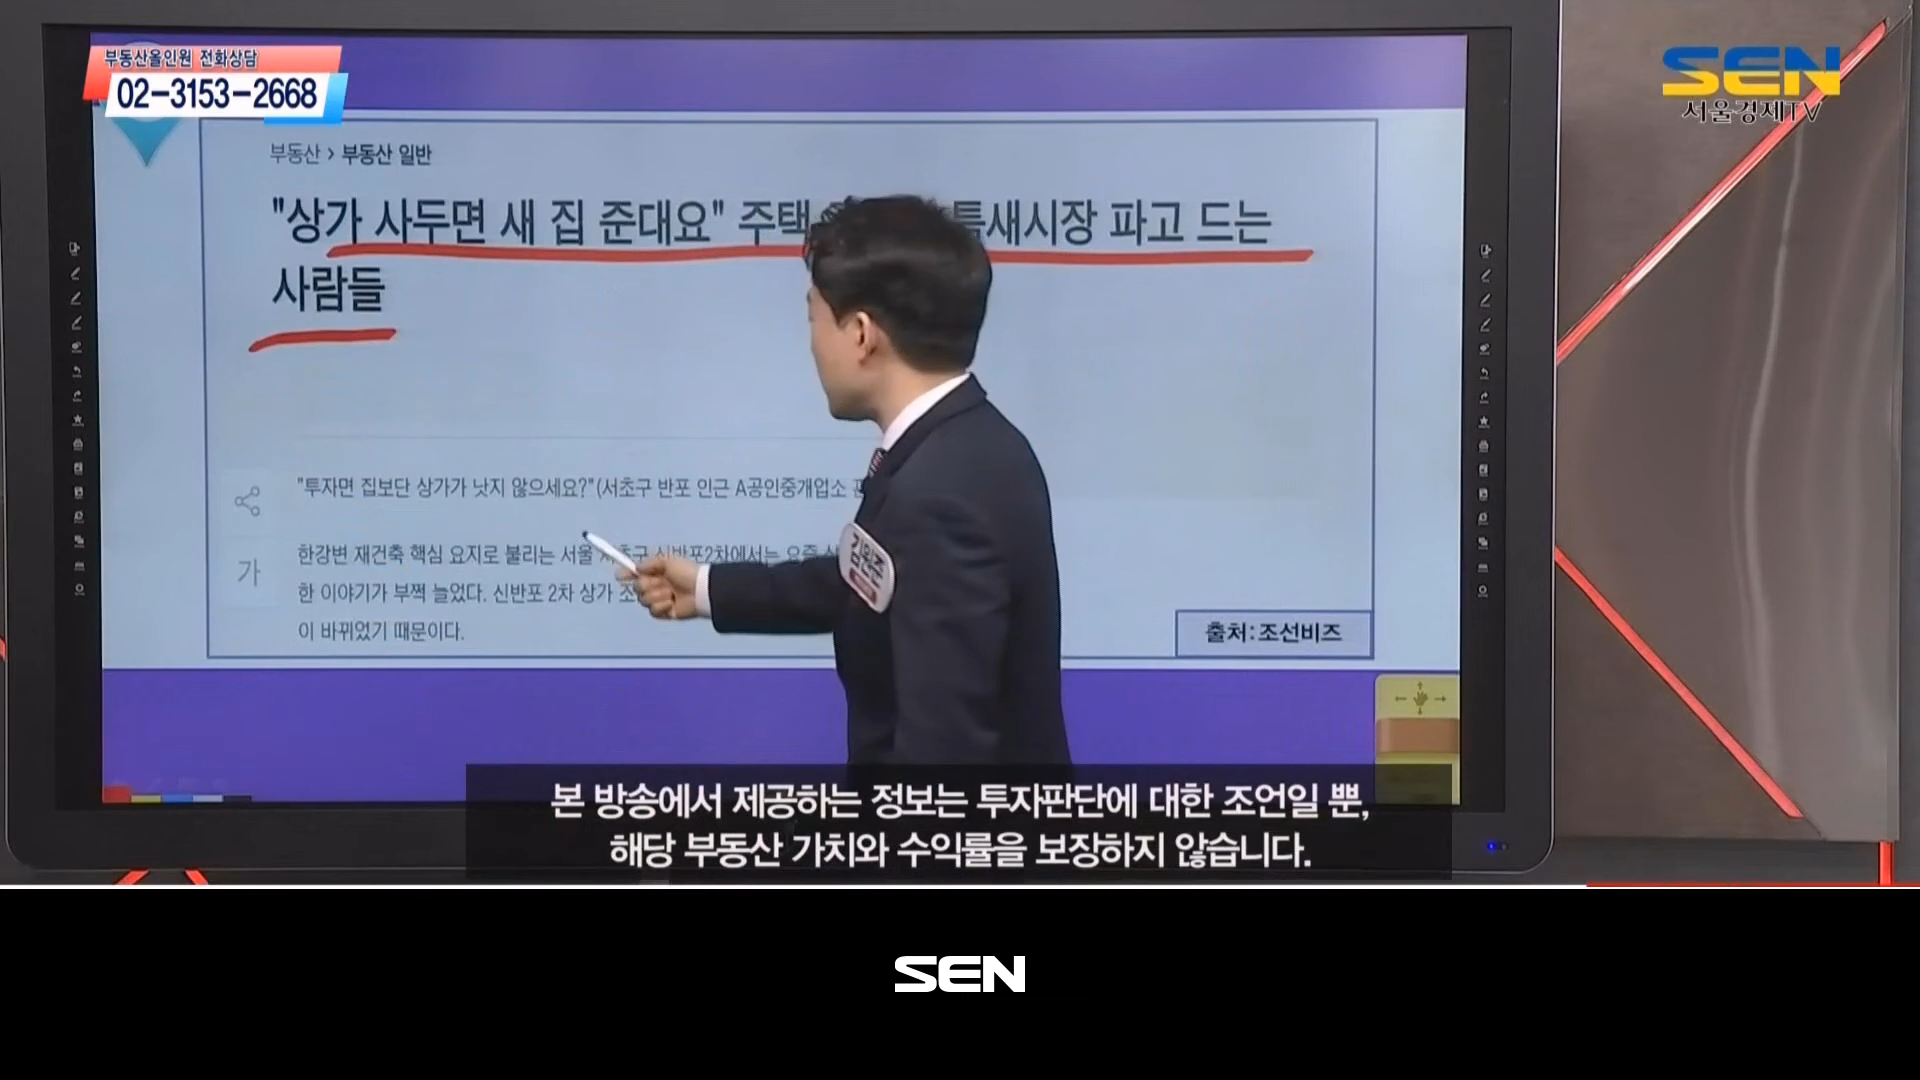 부동산올인원 전화상담
02-3153-2668
SEN
서울경제TV
부동산 > 부동산 일반
"상가 사두면 새 집 준대요" 주택 틈새시장 파고 드는
사람들
"투자면 집보단 상가가 낫지 않으세요?"(서초구 반포 인근 A공인중개업소
한강변 재건축 핵심 요지로 불리는 서울 서초구 신반포2차에서는 요즘
한 이야기가 부쩍 늘었다. 신반포 2차 상가
이 바뀌었기 때문이다.
가
출처:조선비즈
본 방송에서 제공하는 정보는 투자판단에 대한 조언일 뿐,
해당 부동산 가치와 수익률을 보장하지 않습니다.
SEN